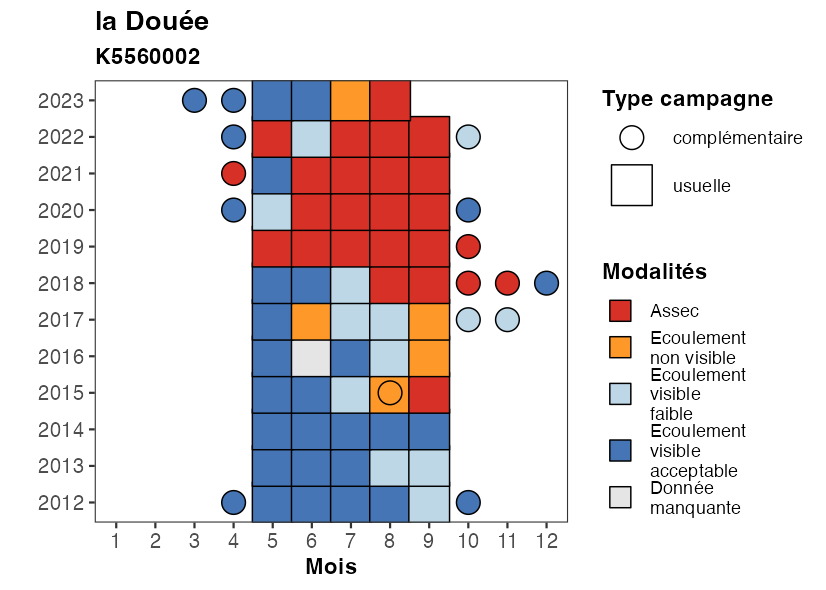 la Douée
K5560002
2023
2022
2021
2020
2019
2018
2017
2016
2015
2014
2013
2012
1 2 3 4 5 6 7 8 9 10 11 12
Mois
Type campagne
complémentaire
usuelle
Modalités
Assec
Ecoulement
non visible
Ecoulement
visible
faible
Ecoulement
visible
acceptable
Donnée
manquante